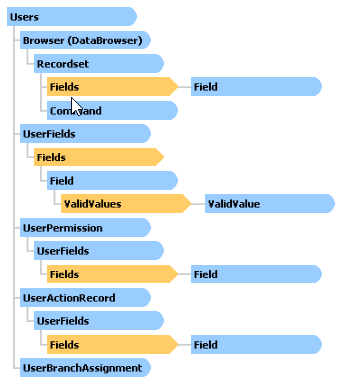 Users
Browser (DataBrowser)
Recordset
Fields Field
Command
UserFields
Fields
Field
ValidValues ValidValue
UserPermission
UserFields
Fields Field
UserActionRecord
UserFields
Fields Field
UserBranchAssignment